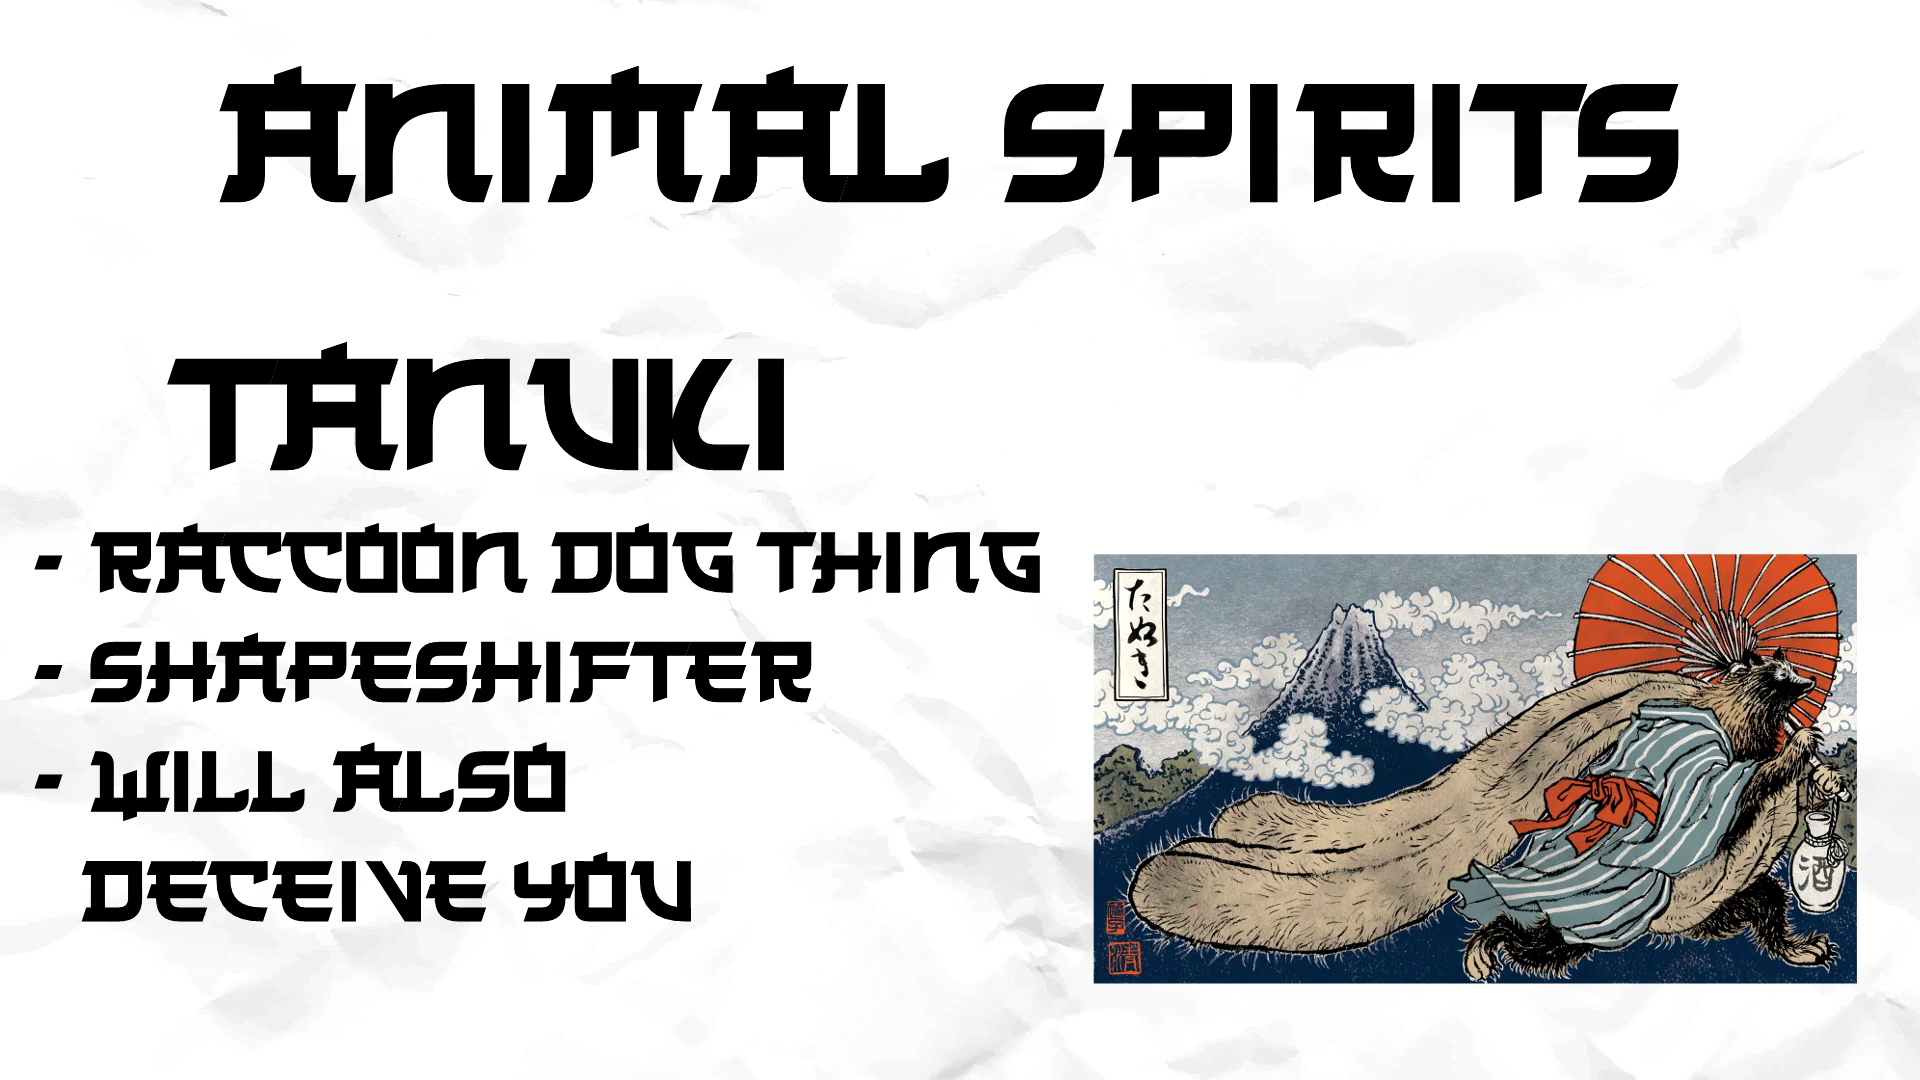 ANIMAL SPIRITS
TANUKI
- RACCOON DOG THING
- SHAPESHIFTER
- WILL ALSO
DECEIVE YOU
たぬき
酒